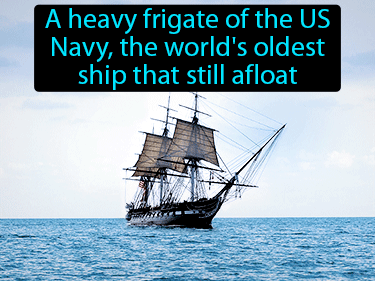 A heavy frigate of the US
Navy, the world's oldest
ship that still afloat